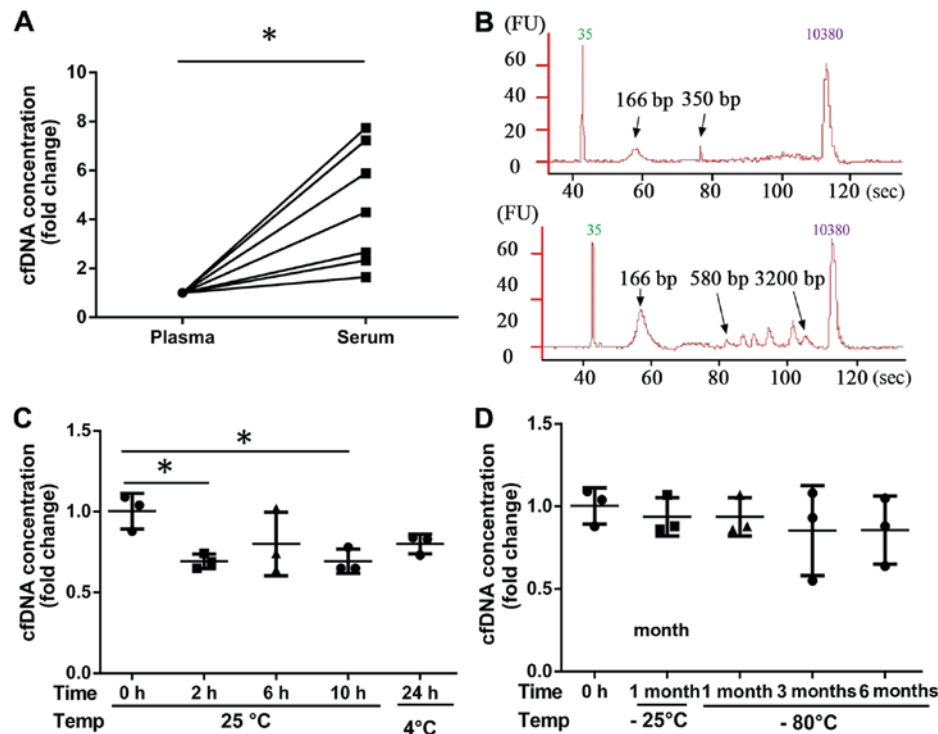 A
*
cfDNA concentration
(fold change)
10
8
6
4
2
0
Plasma Serum
B
(FU)
35
10380
60
40
20
0
166 bp 350 bp
40 60 80 100 120 (sec)
(FU)
35
10380
60
40
20
0
166 bp 580 bp 3200 bp
40 60 80 100 120 (sec)
C
cfDNA concentration
(fold change)
1.5
1.0
0.5
0.0
*
*
Time 0 h 2 h 6 h 10 h 24 h
Temp 25 °C 4°C
D
cfDNA concentration
(fold change)
1.5
1.0
0.5
0.0
month
Time 0 h 1 month 1 month 3 months 6 months
Temp - 25°C - 80°C